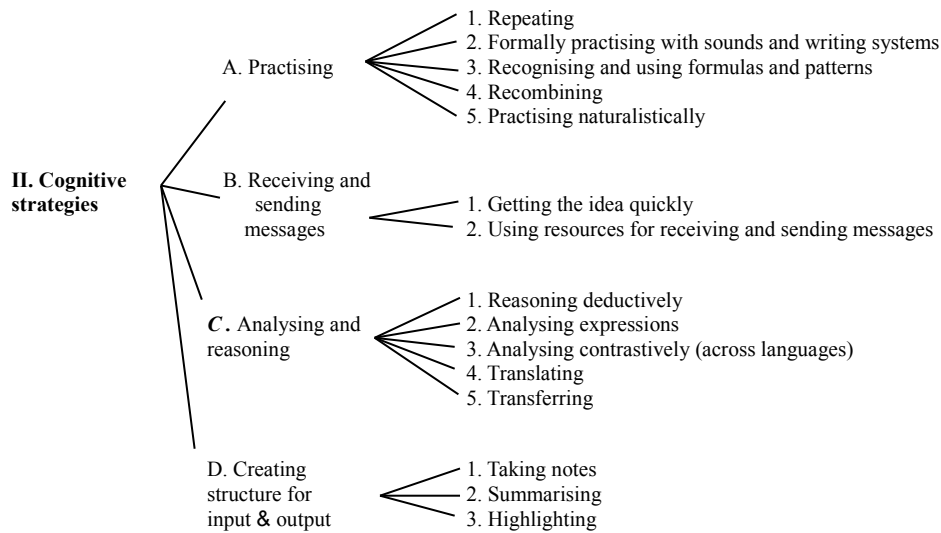 II. Cognitive
strategies
A. Practising
1. Repeating
2. Formally practising with sounds and writing systems
3. Recognising and using formulas and patterns
4. Recombining
5. Practising naturalistically
B. Receiving and
sending
messages
1. Getting the idea quickly
2. Using resources for receiving and sending messages
C. Analysing and
reasoning
1. Reasoning deductively
2. Analysing expressions
3. Analysing contrastively (across languages)
4. Translating
5. Transferring
D. Creating
structure for
input & output
1. Taking notes
2. Summarising
3. Highlighting